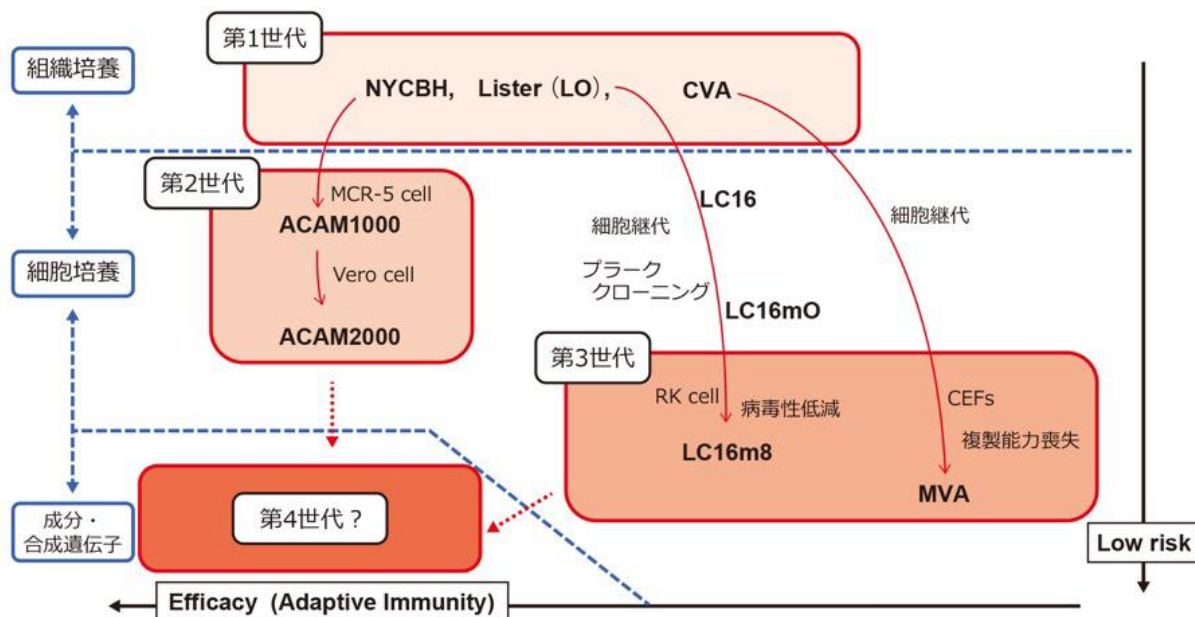 第1世代
組織培養
NYCBH, Lister（LO）, CVA
第2世代
MCR-5 cell
ACAM1000
Vero cell
ACAM2000
細胞培養
LC16
細胞継代
プラーク
クローニング
LC16mO
細胞継代
第3世代
RK cell
病毒性低減
LC16m8
CEFs
複製能力喪失
MVA
第4世代？
成分・
合成遺伝子
Low risk
Efficacy (Adaptive Immunity)